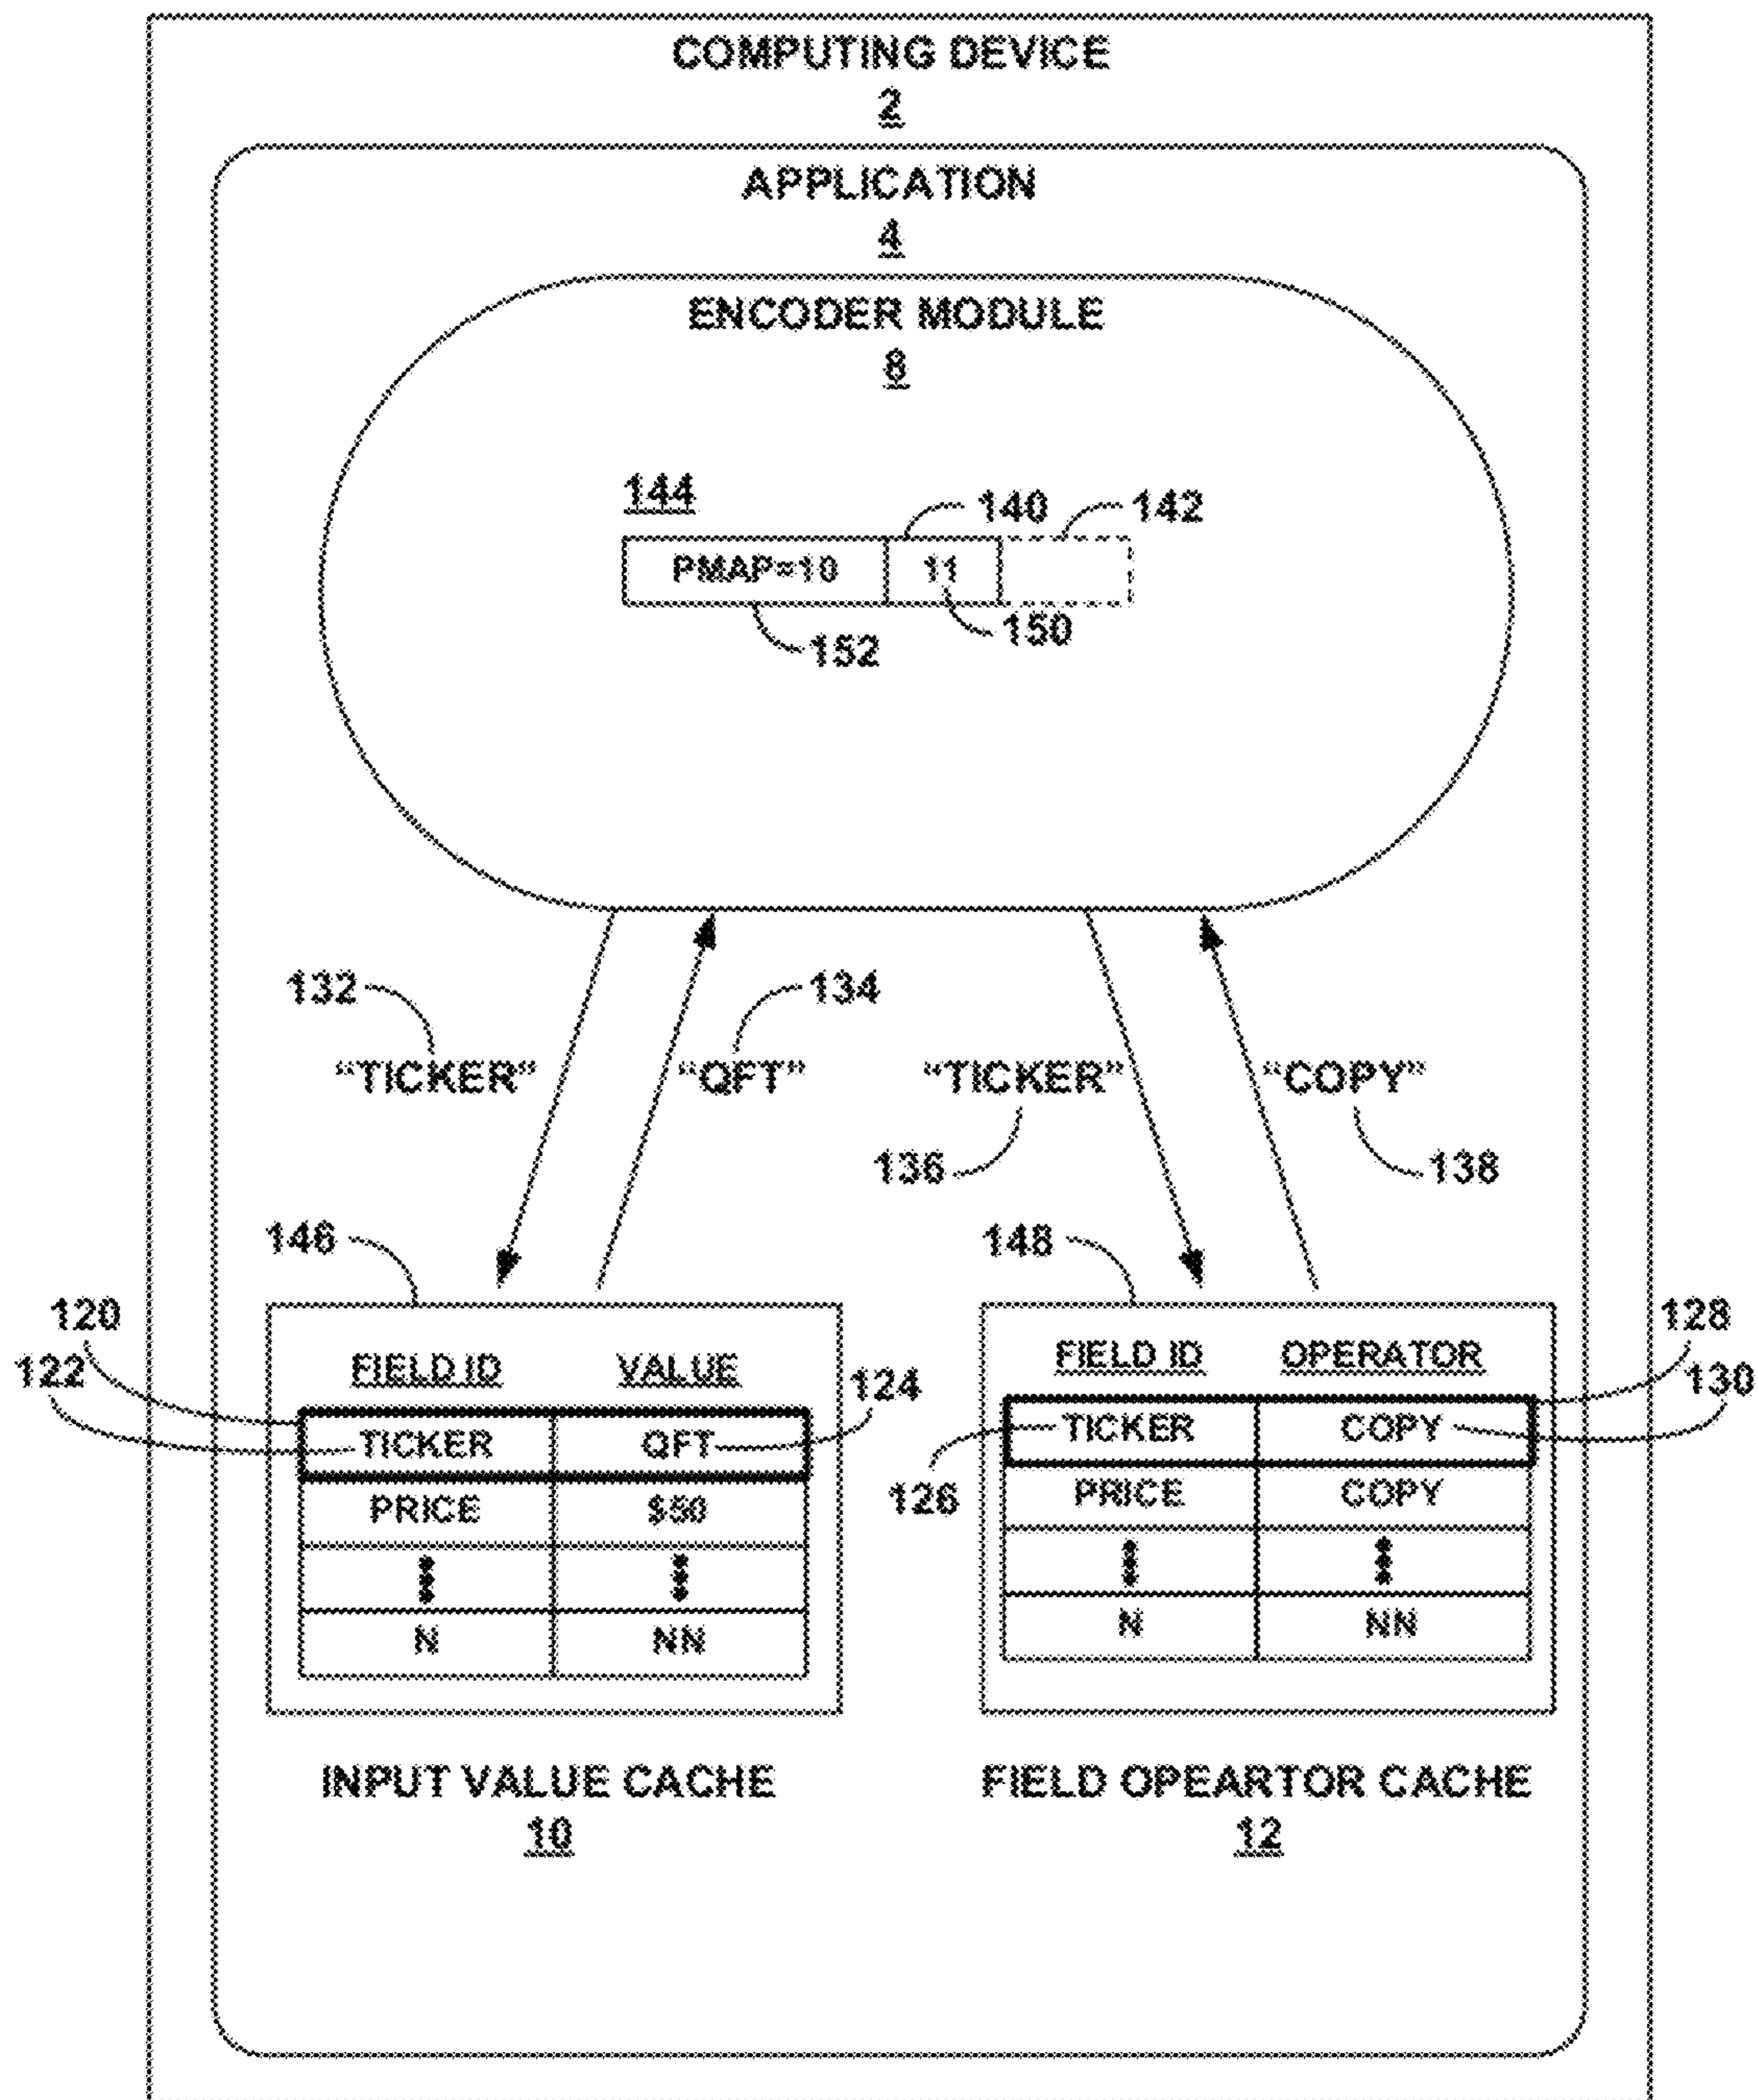 COMPUTING DEVICE
2
APPLICATION
4
ENCODER MODULE
8
144 140 142
PMAP=10 11
152 150
132 134
“TICKER” “QFT” “TICKER” “COPY”
136 138
146 148
120 128
122 FIELD ID VALUE 124 FIELD ID OPERATOR 130
TICKER QFT TICKER COPY
126
PRICE $50 PRICE COPY
N NN N NN
INPUT VALUE CACHE FIELD OPEARTOR CACHE
10 12